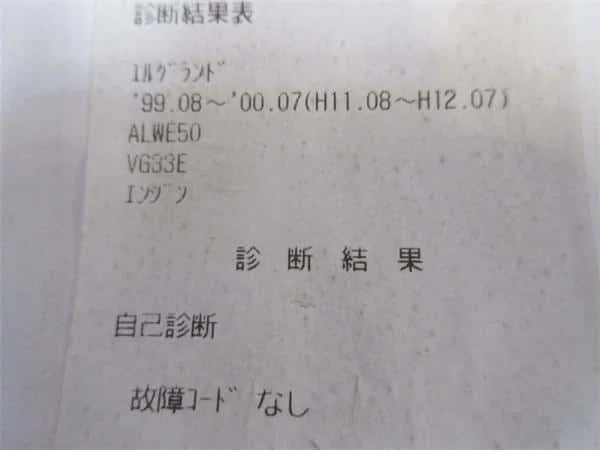 診断結果表
ｴﾙｸﾞﾗﾝﾄﾞ
'99.08～'00.07(H11.08～H12.07)
ALWE50
VG33E
ｴﾝｼﾞﾝ
診断結果
自己診断
故障ｺｰﾄﾞ なし